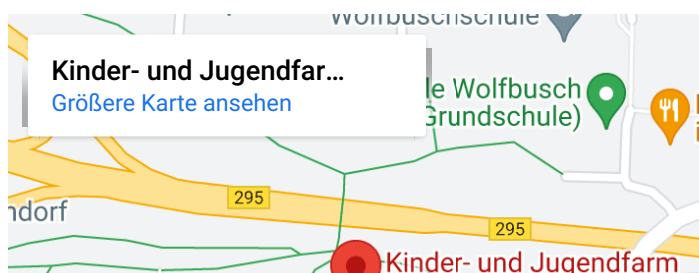 Wolfbuschschule
Kinder- und Jugendfar...
Größere Karte ansehen
le Wolfbusch
Grundschule)
295
ndorf
295
Kinder- und Jugendfarm